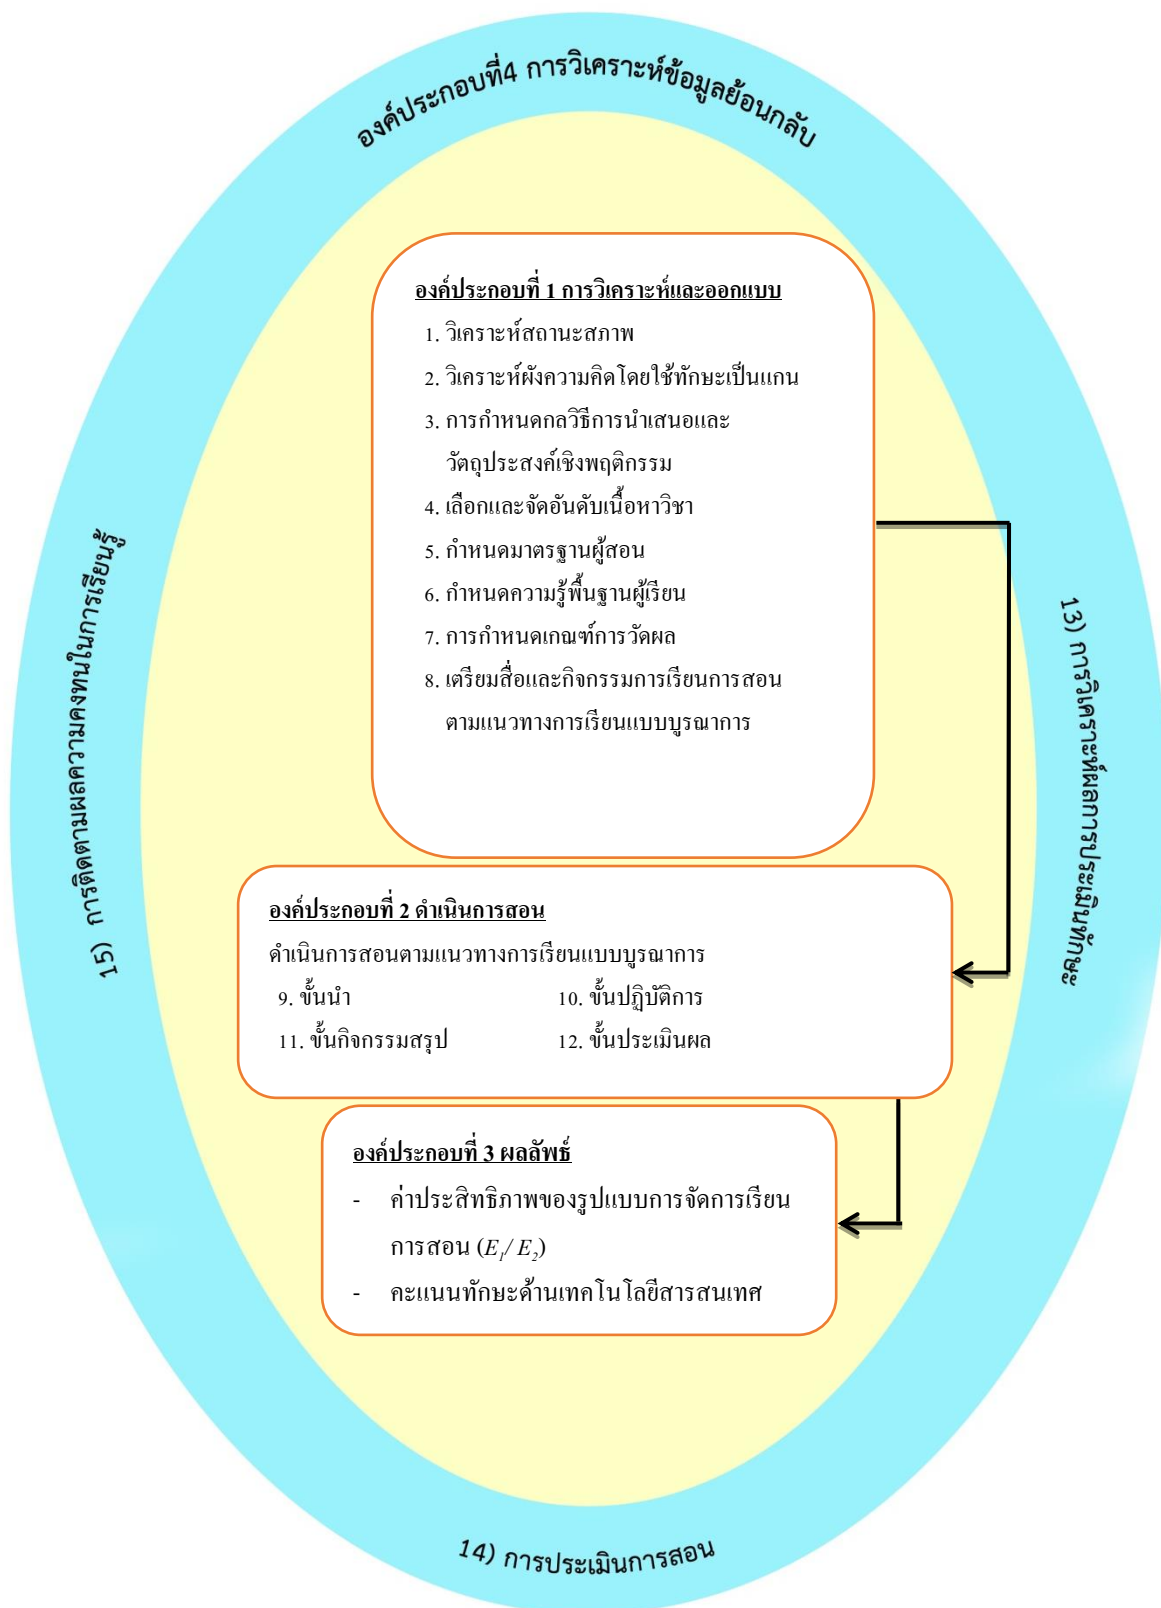 องค์ประกอบที่4 การวิเคราะห์ข้อมูลย้อนกลับ
องค์ประกอบที่ 1 การวิเคราะห์และออกแบบ
1. วิเคราะห์สถานะสภาพ
2. วิเคราะห์ผังความคิดโดยใช้ทักษะเป็นแกน
3. การกำหนดกลวิธีการนำเสนอและ
วัตถุประสงค์เชิงพฤติกรรม
4. เลือกและจัดอันดับเนื้อหาวิชา
5. กำหนดมาตรฐานผู้สอน
6. กำหนดความรู้พื้นฐานผู้เรียน
7. การกำหนดเกณฑ์การวัดผล
8. เตรียมสื่อและกิจกรรมการเรียนการสอน
ตามแนวทางการเรียนแบบบูรณาการ
องค์ประกอบที่ 2 ดำเนินการสอน
ดำเนินการสอนตามแนวทางการเรียนแบบบูรณาการ
9. ขั้นนำ 10. ขั้นปฏิบัติการ
11. ขั้นกิจกรรมสรุป 12. ขั้นประเมินผล
องค์ประกอบที่ 3 ผลลัพธ์
- ค่าประสิทธิภาพของรูปแบบการจัดการเรียน
การสอน (E₁/ E₂)
- คะแนนทักษะด้านเทคโนโลยีสารสนเทศ
13) การวิเคราะห์ผลการประเมินทักษะ
14) การประเมินการสอน
15) การติดตามผลความคงทนในการเรียนรู้